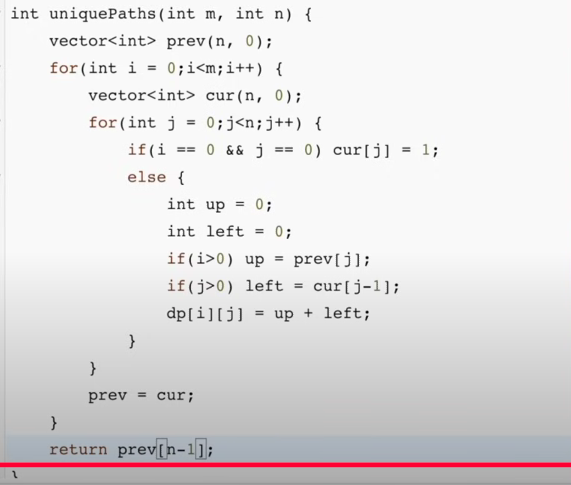 int uniquePaths(int m, int n) {
    vector<int> prev(n, 0);
    for(int i = 0;i<m;i++) {
        vector<int> cur(n, 0);
        for(int j = 0;j<n;j++) {
            if(i == 0 && j == 0) cur[j] = 1;
            else {
                int up = 0;
                int left = 0;
                if(i>0) up = prev[j];
                if(j>0) left = cur[j-1];
                dp[i][j] = up + left;
            }
        }
        prev = cur;
    }
    return prev[n-1];
}